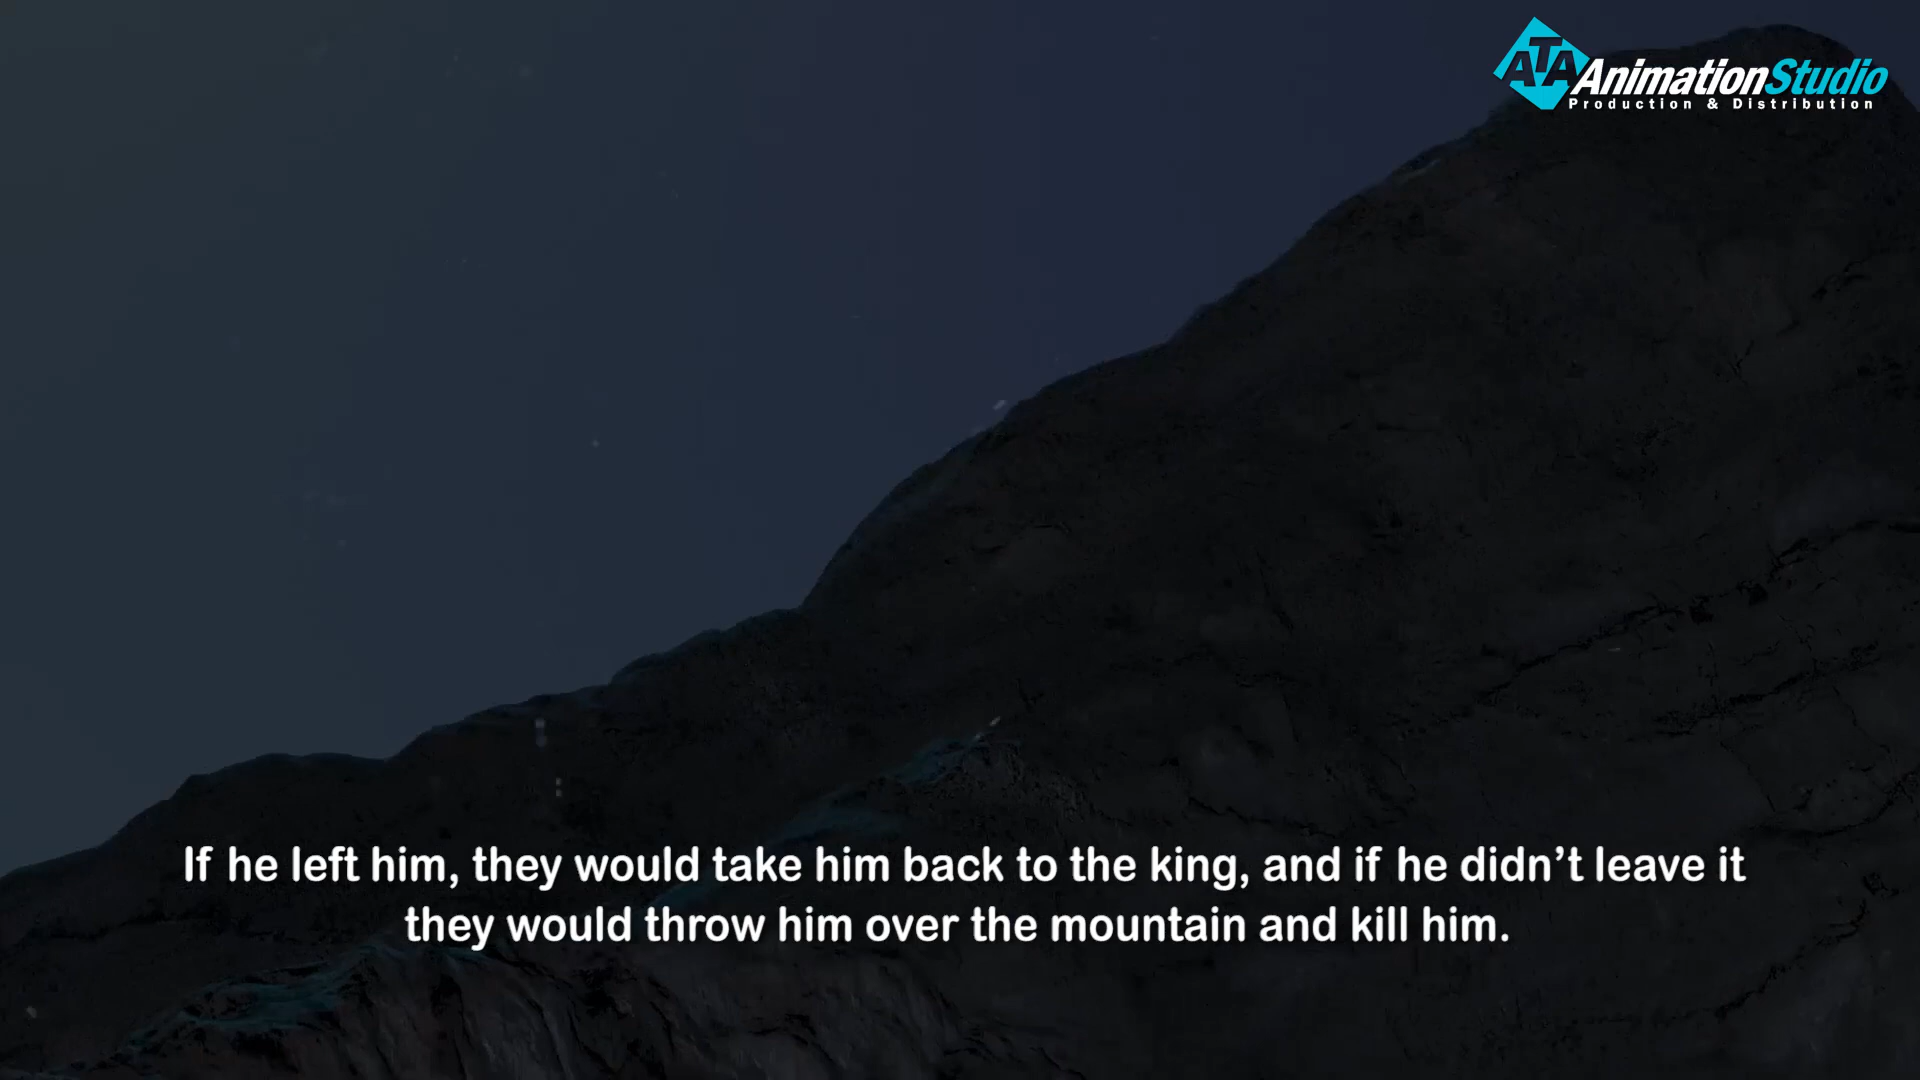 ATA AnimationStudio
Production & Distribution
If he left him, they would take him back to the king, and if he didn’t leave it
they would throw him over the mountain and kill him.